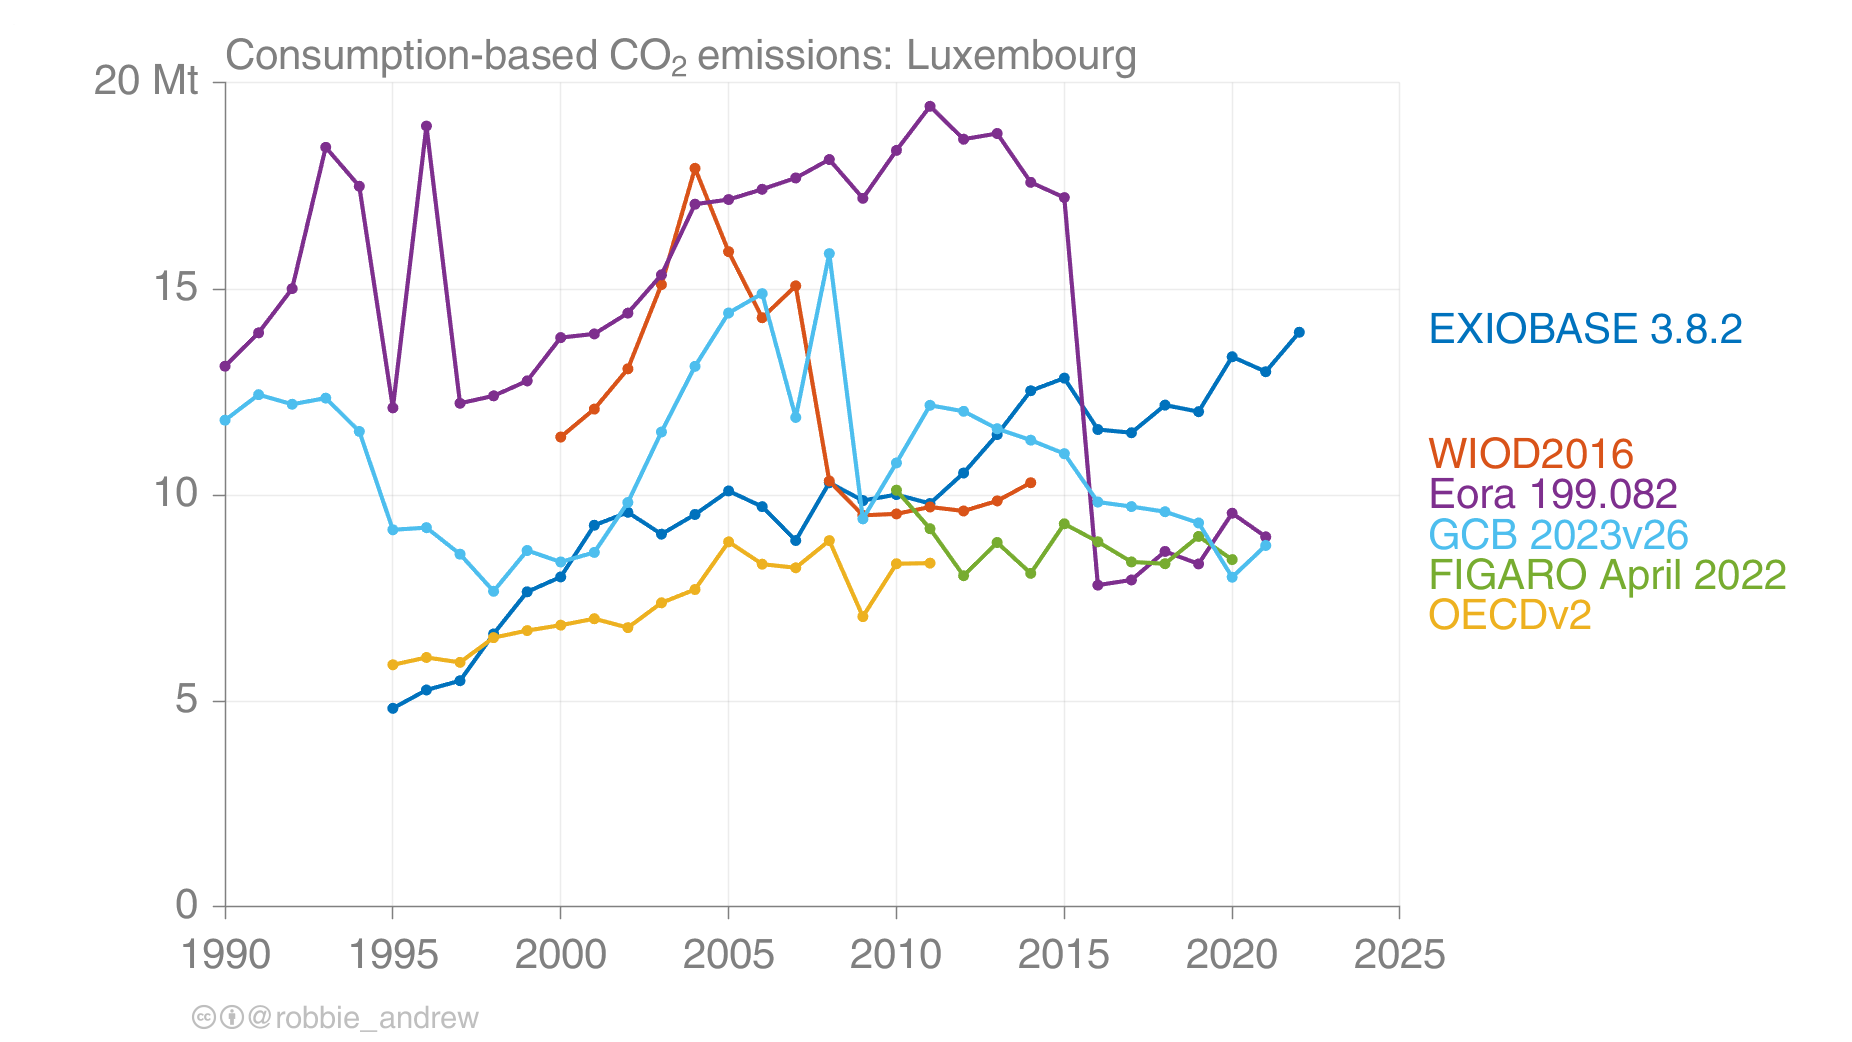 Consumption-based CO₂ emissions: Luxembourg
20 Mt
15
10
5
0
1990 1995 2000 2005 2010 2015 2020 2025
EXIOBASE 3.8.2
WIOD2016
Eora 199.082
GCB 2023v26
FIGARO April 2022
OECDv2
cc @robbie_andrew